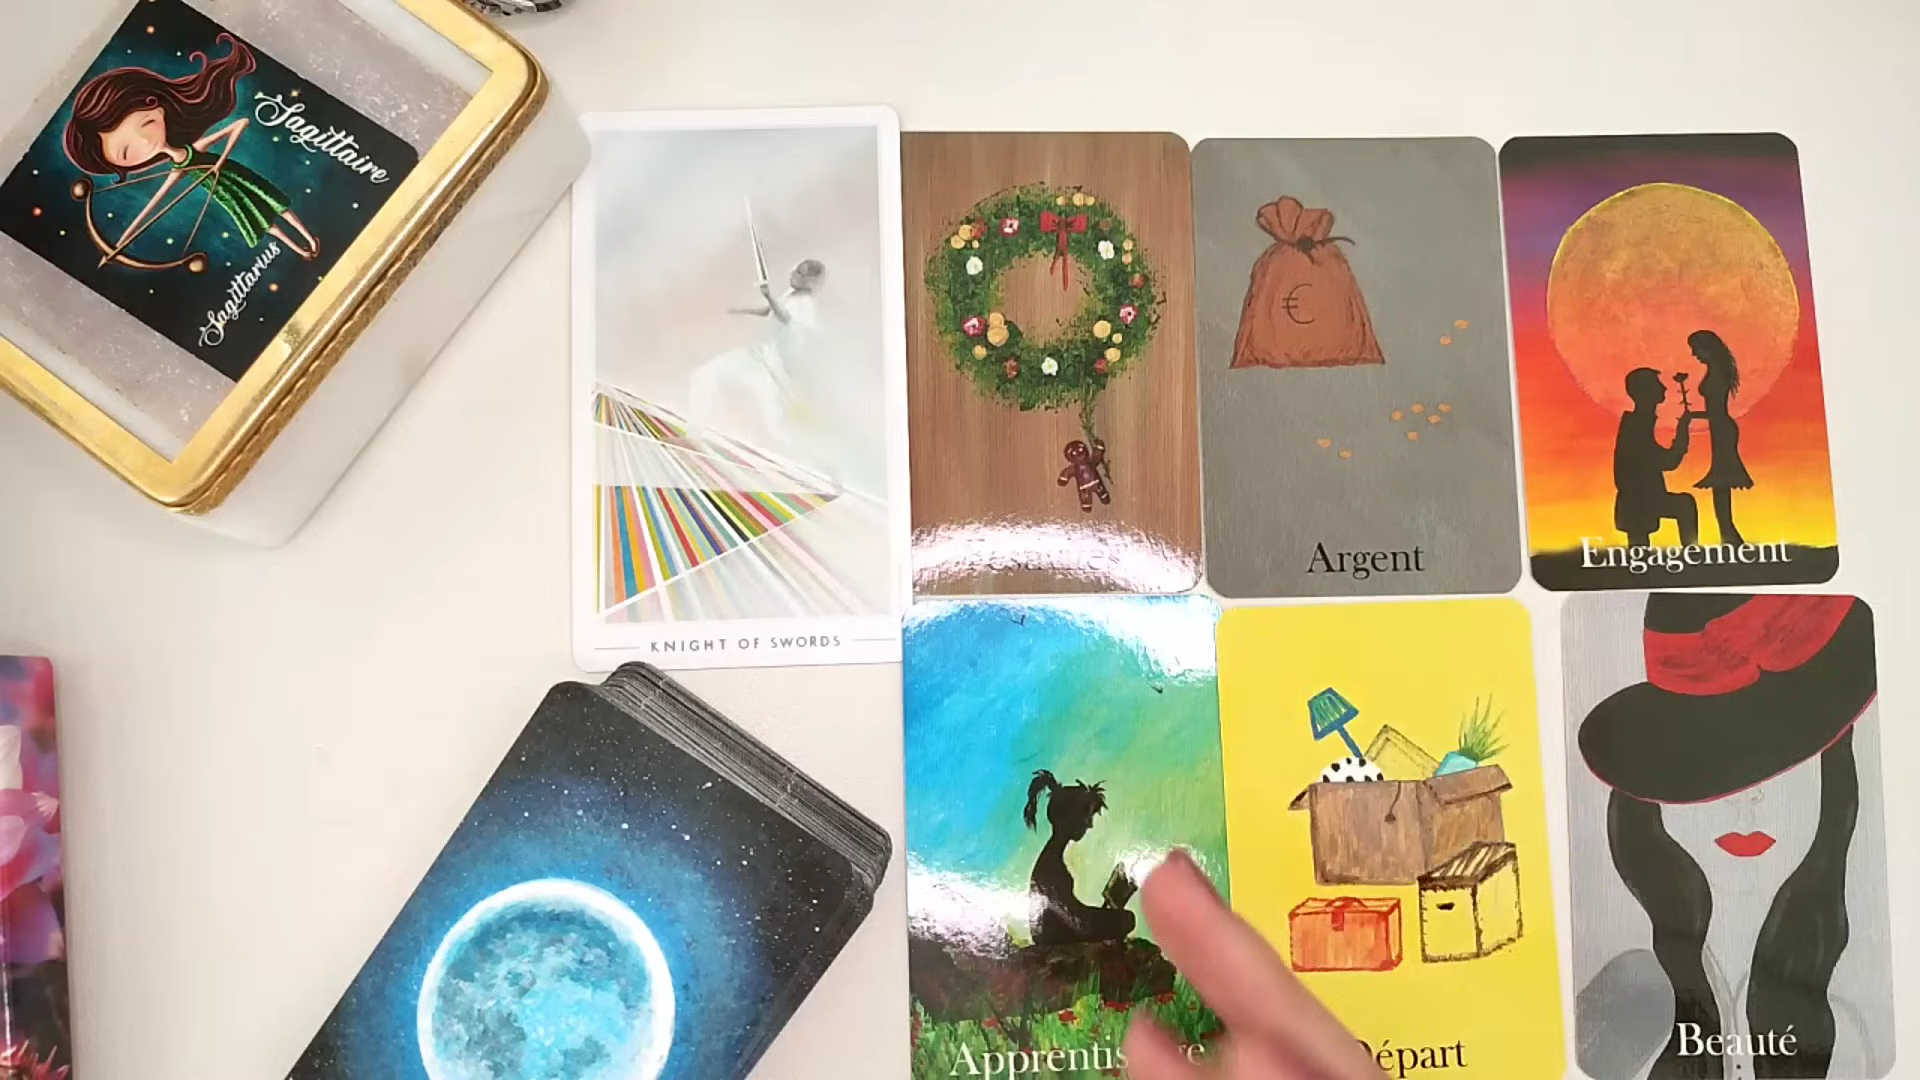 Sagittaire
Sagittarius
KNIGHT OF SWORDS
€
Argent
Engagement
Départ
Beauté